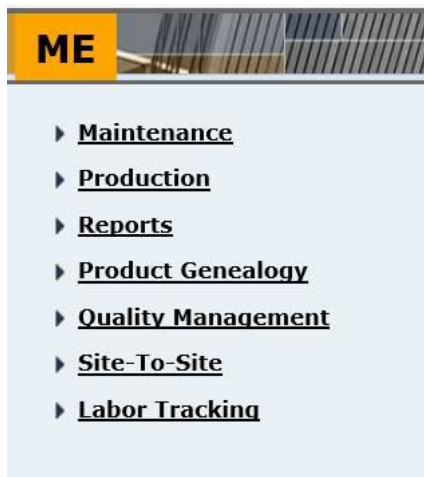 ME
Maintenance
Production
Reports
Product Genealogy
Quality Management
Site-To-Site
Labor Tracking